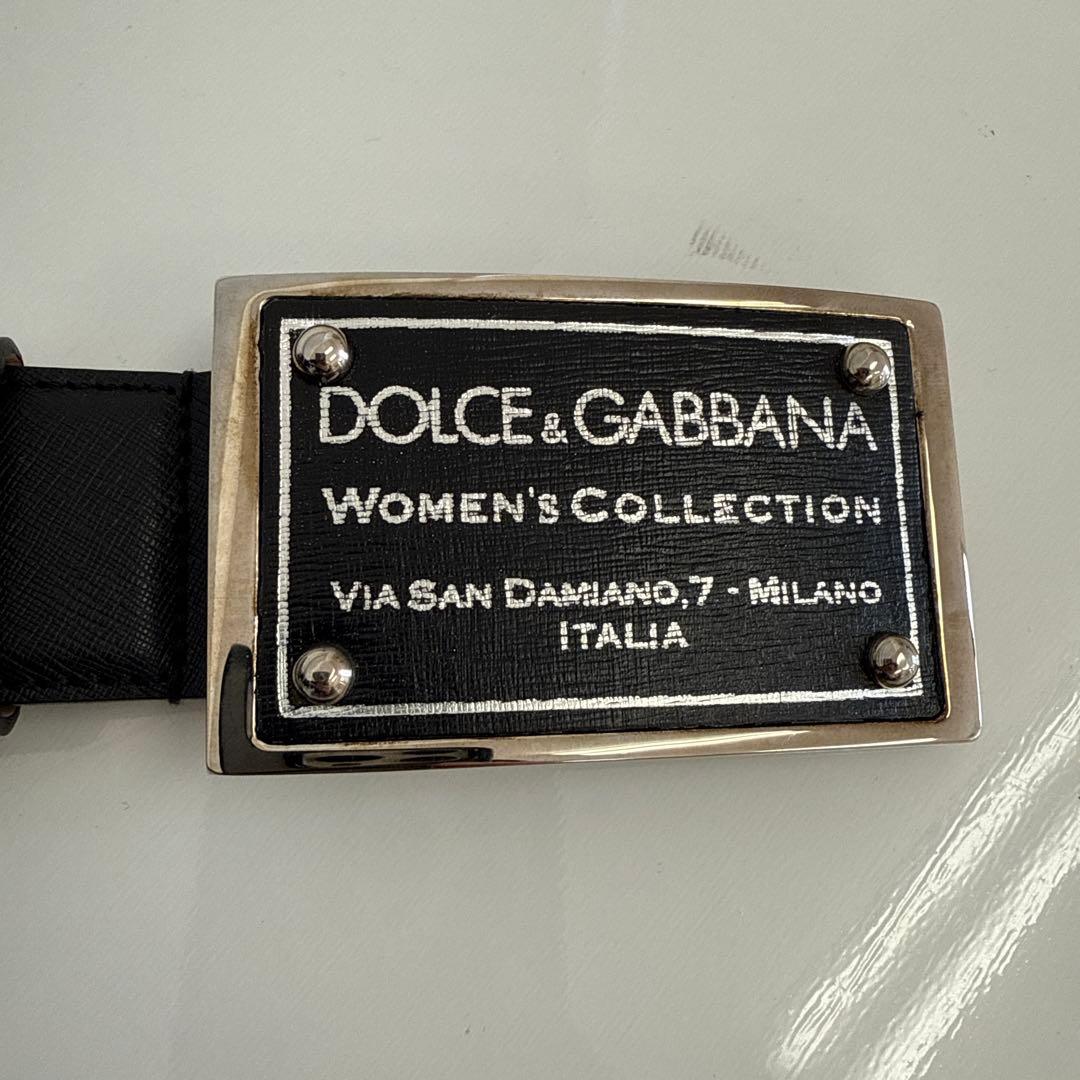 DOLCE & GABBANA
WOMEN'S COLLECTION
VIA SAN DAMIANO,7 - MILANO
ITALIA